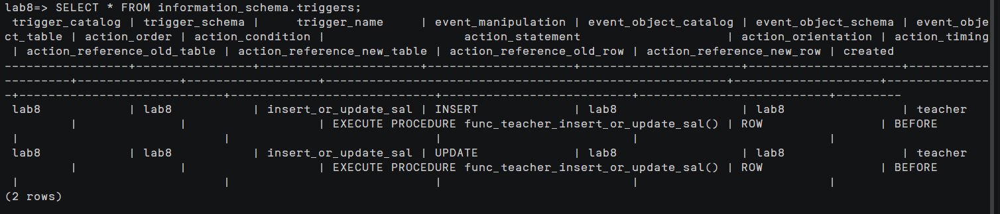 lab8=> SELECT * FROM information_schema.triggers;
 trigger_catalog | trigger_schema |     trigger_name     | event_manipulation | event_object_catalog | event_object_schema | event_obje
ct_table | action_order | action_condition |                   action_statement                    | action_orientation | action_timing
 | action_reference_old_table | action_reference_new_table | action_reference_old_row | action_reference_new_row | created
-----------------+----------------+----------------------+--------------------+----------------------+---------------------+-----------
---------+--------------+------------------+-------------------------------------------------------+--------------------+--------------
-+----------------------------+----------------------------+--------------------------+--------------------------+---------
 lab8            | lab8           | insert_or_update_sal | INSERT             | lab8                 | lab8                | teacher
         |              |                  | EXECUTE PROCEDURE func_teacher_insert_or_update_sal() | ROW                | BEFORE
 |                            |                            |                          |                          |
 lab8            | lab8           | insert_or_update_sal | UPDATE             | lab8                 | lab8                | teacher
         |              |                  | EXECUTE PROCEDURE func_teacher_insert_or_update_sal() | ROW                | BEFORE
 |                            |                            |                          |                          |
(2 rows)